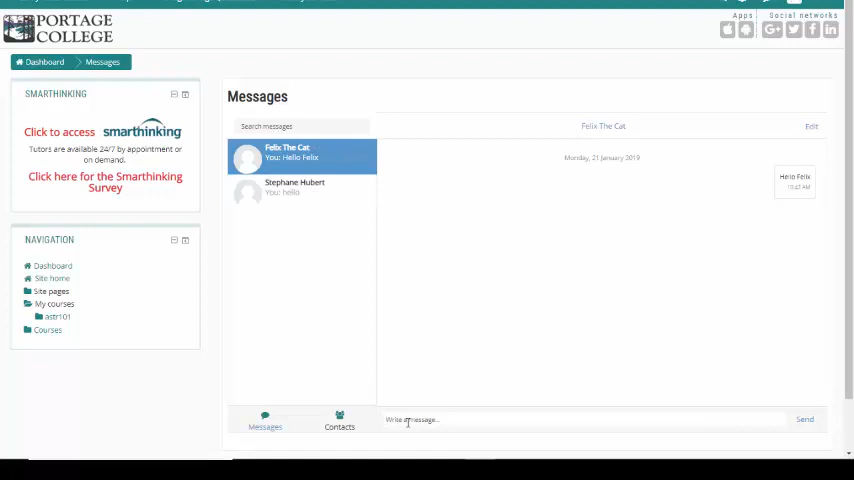 PORTAGE
COLLEGE
Apps
Social networks
Dashboard
Messages
SMARTHINKING
Click to access smarthinking
Tutors are available 24/7 by appointment or
on demand.
Click here for the Smarthinking
Survey
NAVIGATION
Dashboard
Site home
Site pages
My courses
astr101
Courses
Messages
Search messages
Felix The Cat
You: Hello Felix
Stephane Hubert
You: hello
Messages
Contacts
Felix The Cat
Edit
Monday, 21 January 2019
Hello Felix
10:42 AM
Write a message...
Send